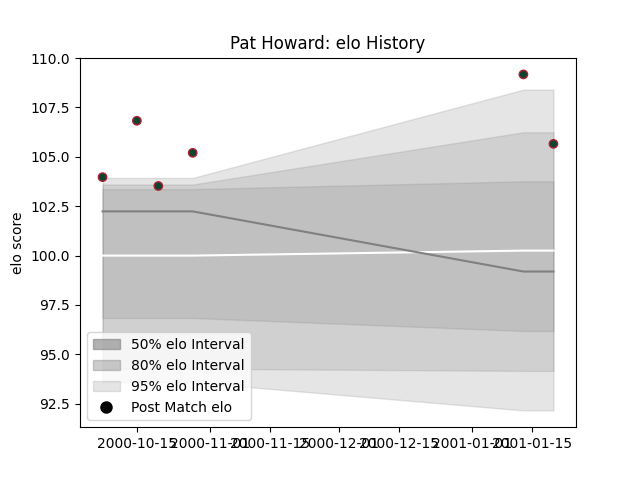 Pat Howard: elo History
110.0
107.5
105.0
102.5
100.0
97.5
95.0
92.5
elo score
50% elo Interval
80% elo Interval
95% elo Interval
Post Match elo
2000-10-15 2000-11-01 2000-11-15 2000-12-01 2000-12-15 2001-01-01 2001-01-15